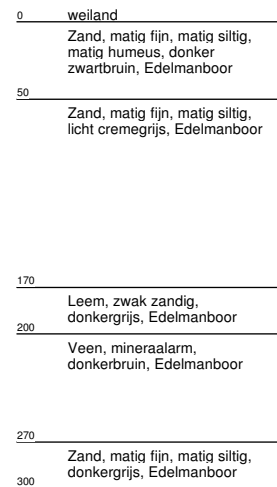 0 weiland
Zand, matig fijn, matig siltig,
matig humeus, donker
zwartbruin, Edelmanboor
50
Zand, matig fijn, matig siltig,
licht cremegrijs, Edelmanboor
170
Leem, zwak zandig,
donkergrijs, Edelmanboor
200
Veen, mineraalarm,
donkerbruin, Edelmanboor
270
Zand, matig fijn, matig siltig,
donkergrijs, Edelmanboor
300